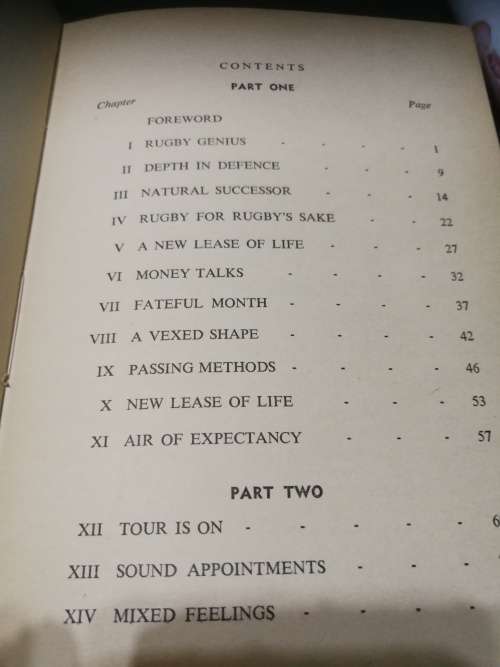 CONTENTS
PART ONE
Chapter Page
FOREWORD
I RUGBY GENIUS - - - - 1
II DEPTH IN DEFENCE - - - 9
III NATURAL SUCCESSOR - - - 14
IV RUGBY FOR RUGBY'S SAKE - - 22
V A NEW LEASE OF LIFE - - - 27
VI MONEY TALKS - - - - 32
VII FATEFUL MONTH - - - - 37
VIII A VEXED SHAPE - - - - 42
IX PASSING METHODS - - - - 46
X NEW LEASE OF LIFE - - - 53
XI AIR OF EXPECTANCY - - - 57
PART TWO
XII TOUR IS ON - - - - - 6
XIII SOUND APPOINTMENTS - - -
XIV MIXED FEELINGS - - - -